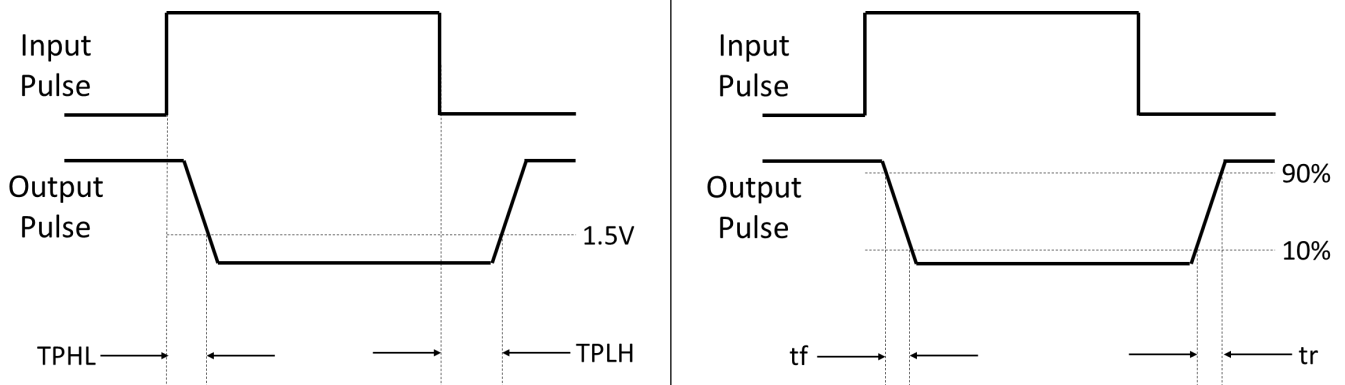 Input
Pulse
Output
Pulse
1.5V
TPHL
TPLH
Input
Pulse
90%
Output
Pulse
10%
tf
tr